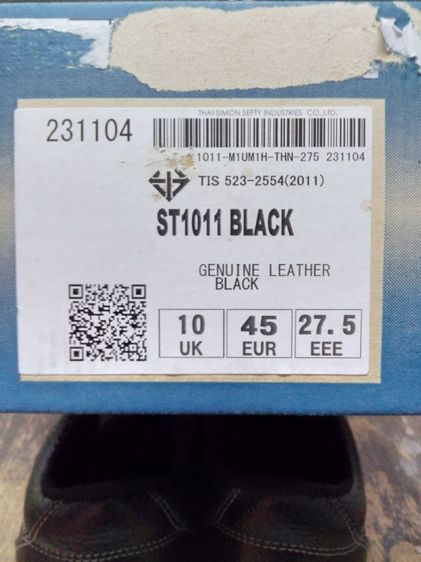 THAI SIMON SEFTY INDUSTRIES CO.,LTD.
231104
1011-M1UM1H-THN-275 231104
TIS 523-2554(2011)
ST1011 BLACK
GENUINE LEATHER
BLACK
10 45 27.5
UK EUR EEE